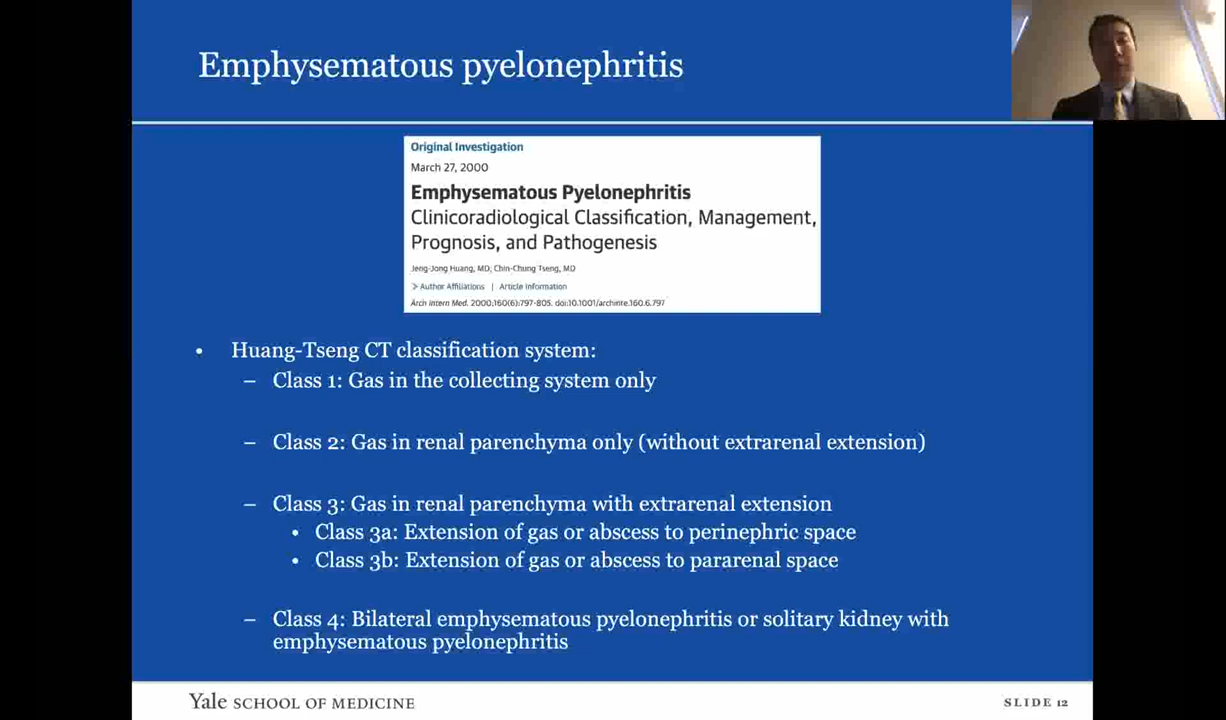 Emphysematous pyelonephritis
Original Investigation
March 27, 2000
Emphysematous Pyelonephritis
Clinicoradiological Classification, Management,
Prognosis, and Pathogenesis
Jeng-Jong Huang, MD; Chin-Chung Tseng, MD
> Author Affiliations | Article Information
Arch Intern Med. 2000;160(6):797-805. doi:10.1001/archinte.160.6.797
• Huang-Tseng CT classification system:
– Class 1: Gas in the collecting system only
– Class 2: Gas in renal parenchyma only (without extrarenal extension)
– Class 3: Gas in renal parenchyma with extrarenal extension
• Class 3a: Extension of gas or abscess to perinephric space
• Class 3b: Extension of gas or abscess to pararenal space
– Class 4: Bilateral emphysematous pyelonephritis or solitary kidney with
emphysematous pyelonephritis
Yale SCHOOL OF MEDICINE
SLIDE 12